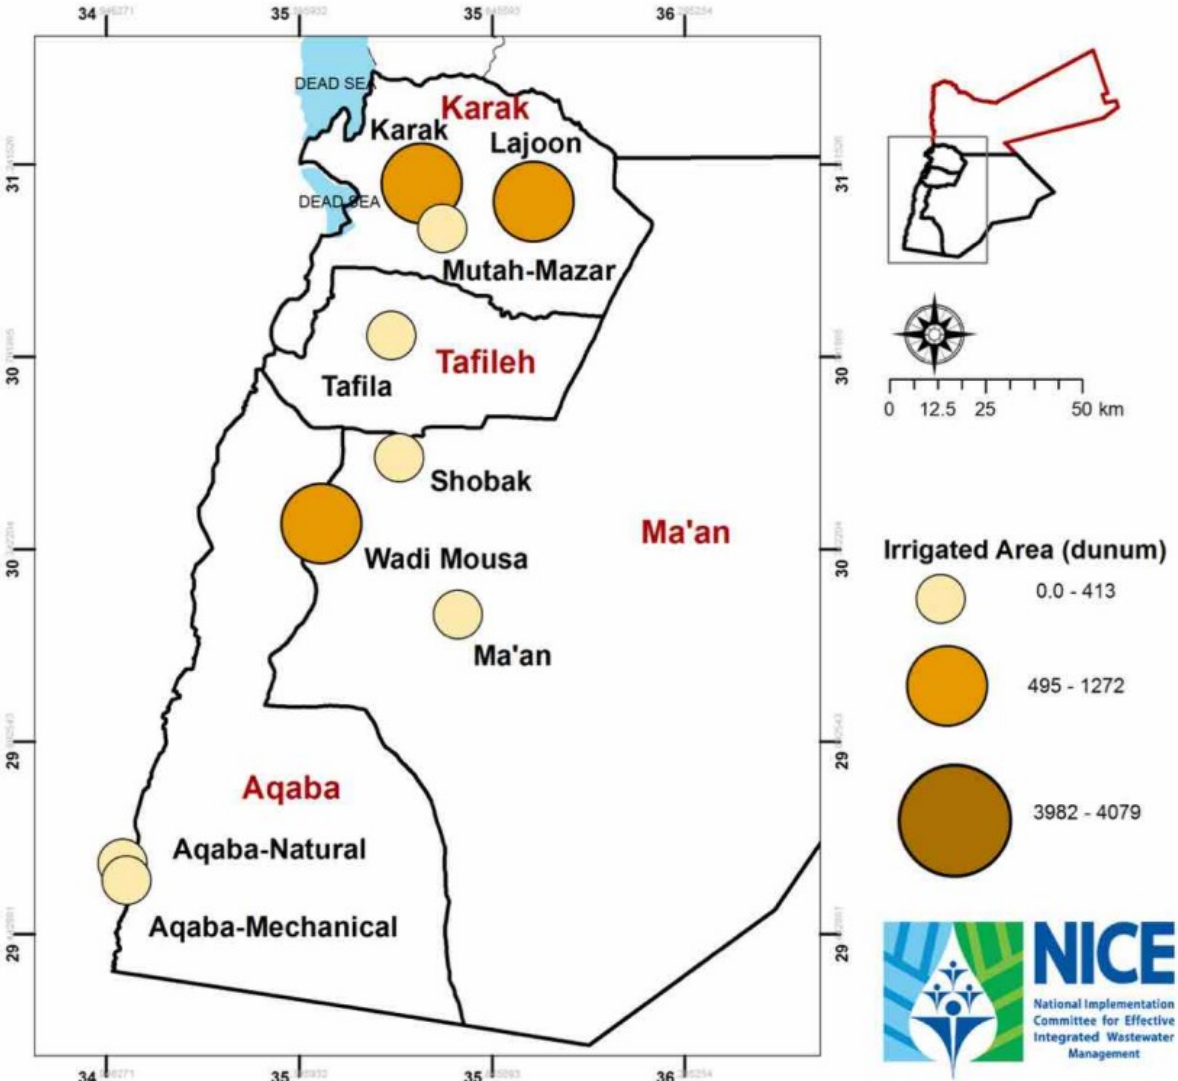 34 35 35 36
DEAD SEA
Karak
Karak
Lajoon
31 31
DEAD SEA
Mutah-Mazar
Tafileh
Tafila
30 30
0 12.5 25 50 km
Shobak
Ma'an
Wadi Mousa
30 30
Irrigated Area (dunum)
0.0 - 413
Ma'an
495 - 1272
29 29
Aqaba
3982 - 4079
Aqaba-Natural
Aqaba-Mechanical
29 29
NICE
National Implementation
Committee for Effective
Integrated Wastewater
Management
34 35 35 36